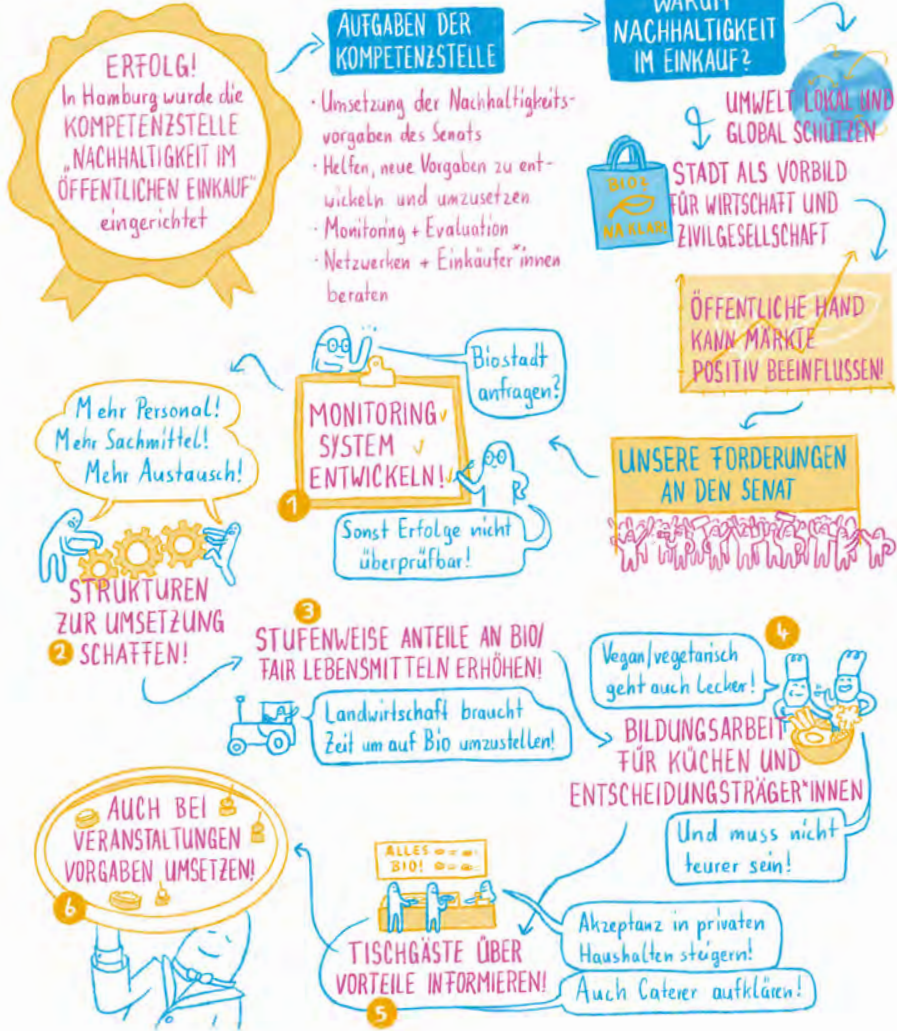 ERFOLG!
In Hamburg wurde die
KOMPETENZSTELLE
„NACHHALTIGKEIT IM
ÖFFENTLICHEN EINKAUF"
eingerichtet
AUFGABEN DER
KOMPETENZSTELLE
· Umsetzung der Nachhaltigkeits-
vorgaben des Senats
· Helfen, neue Vorgaben zu ent-
wickeln und umzusetzen
· Monitoring + Evaluation
· Netzwerken + Einkäufer*innen
beraten
WARUM
NACHHALTIGKEIT
IM EINKAUF?
UMWELT LOKAL UND
GLOBAL SCHÜTZEN
BIO?
NA KLAR!
STADT ALS VORBILD
FÜR WIRTSCHAFT UND
ZIVILGESELLSCHAFT
ÖFFENTLICHE HAND
KANN MÄRKTE
POSITIV BEEINFLUSSEN!
UNSERE FORDERUNGEN
AN DEN SENAT
Biostadt
anfragen?
MONITORING
SYSTEM
ENTWICKELN!
1
Sonst Erfolge nicht
überprüfbar!
Mehr Personal!
Mehr Sachmittel!
Mehr Austausch!
STRUKTUREN
ZUR UMSETZUNG
2 SCHAFFEN!
3
STUFENWEISE ANTEILE AN BIO/
FAIR LEBENSMITTELN ERHÖHEN!
Landwirtschaft braucht
Zeit um auf Bio umzustellen!
4
Vegan/vegetarisch
geht auch lecker!
BILDUNGSARBEIT
FÜR KÜCHEN UND
ENTSCHEIDUNGSTRÄGER*INNEN
Und muss nicht
teurer sein!
ALLES
BIO!
TISCHGÄSTE ÜBER
VORTEILE INFORMIEREN!
5
Akzeptanz in privaten
Haushalten steigern!
Auch Caterer aufklären!
AUCH BEI
VERANSTALTUNGEN
VORGABEN UMSETZEN!
6